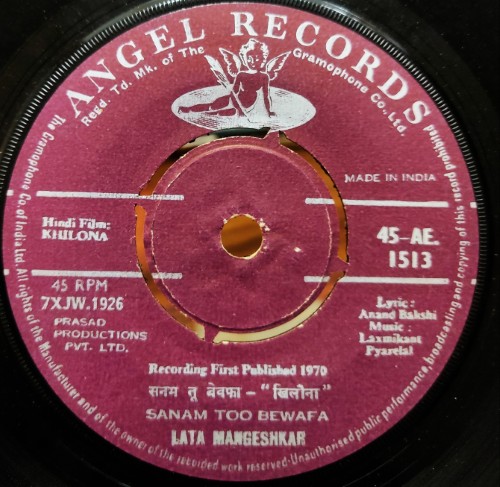 ANGEL RECORDS
Regd. Td. Mk. of The Gramophone Co., Ltd.
MADE IN INDIA
Hindi Film:
KHILONA
45-AE.
1513
45 RPM
7XJW.1926
PRASAD
PRODUCTIONS
PVT. LTD.
Lyric:
Anand Bakshi
Music:
Laxmikant
Pyarelal
Recording First Published 1970
सनम तू बेवफा - "खिलौना"
SANAM TOO BEWAFA
LATA MANGESHKAR
The Gramophone Co of India Ltd All rights of the Manufacturer and of the owner of the recorded work reserved-Unauthorised public performance, broadcasting and copying of this record prohibited